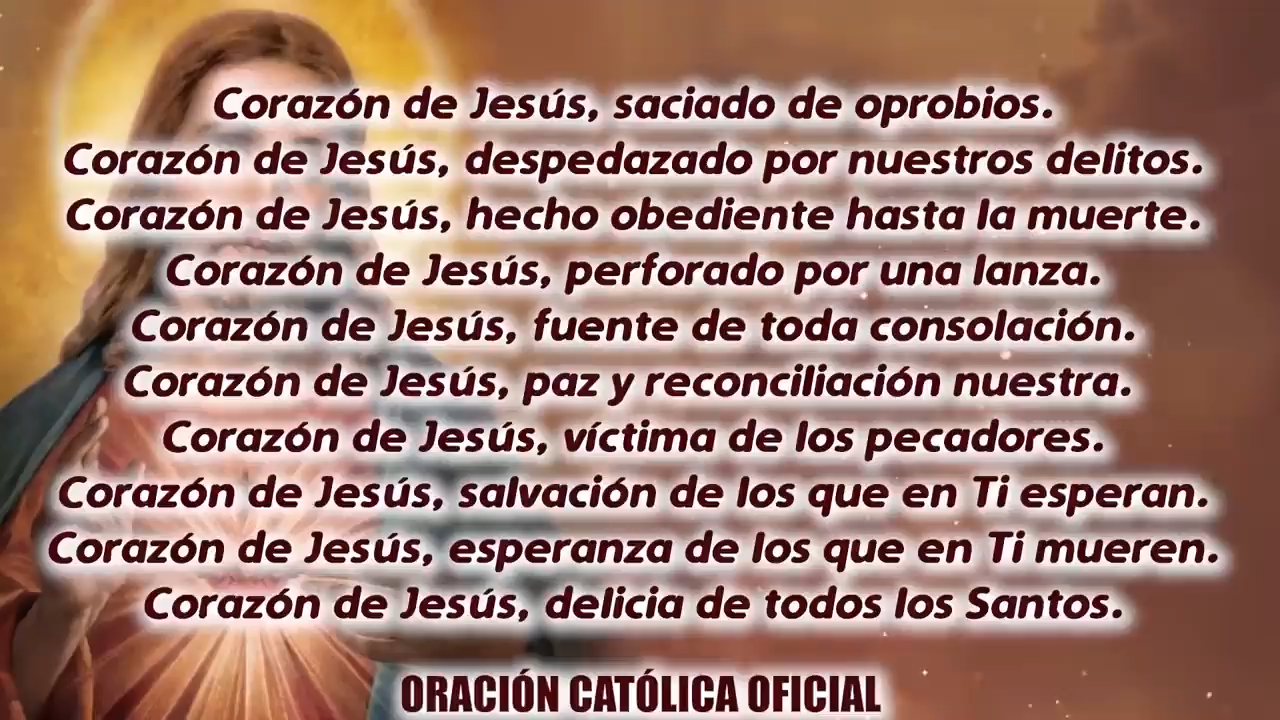 Corazón de Jesús, saciado de oprobios.
Corazón de Jesús, despedazado por nuestros delitos.
Corazón de Jesús, hecho obediente hasta la muerte.
Corazón de Jesús, perforado por una lanza.
Corazón de Jesús, fuente de toda consolación.
Corazón de Jesús, paz y reconciliación nuestra.
Corazón de Jesús, víctima de los pecadores.
Corazón de Jesús, salvación de los que en Ti esperan.
Corazón de Jesús, esperanza de los que en Ti mueren.
Corazón de Jesús, delicia de todos los Santos.
ORACIÓN CATÓLICA OFICIAL